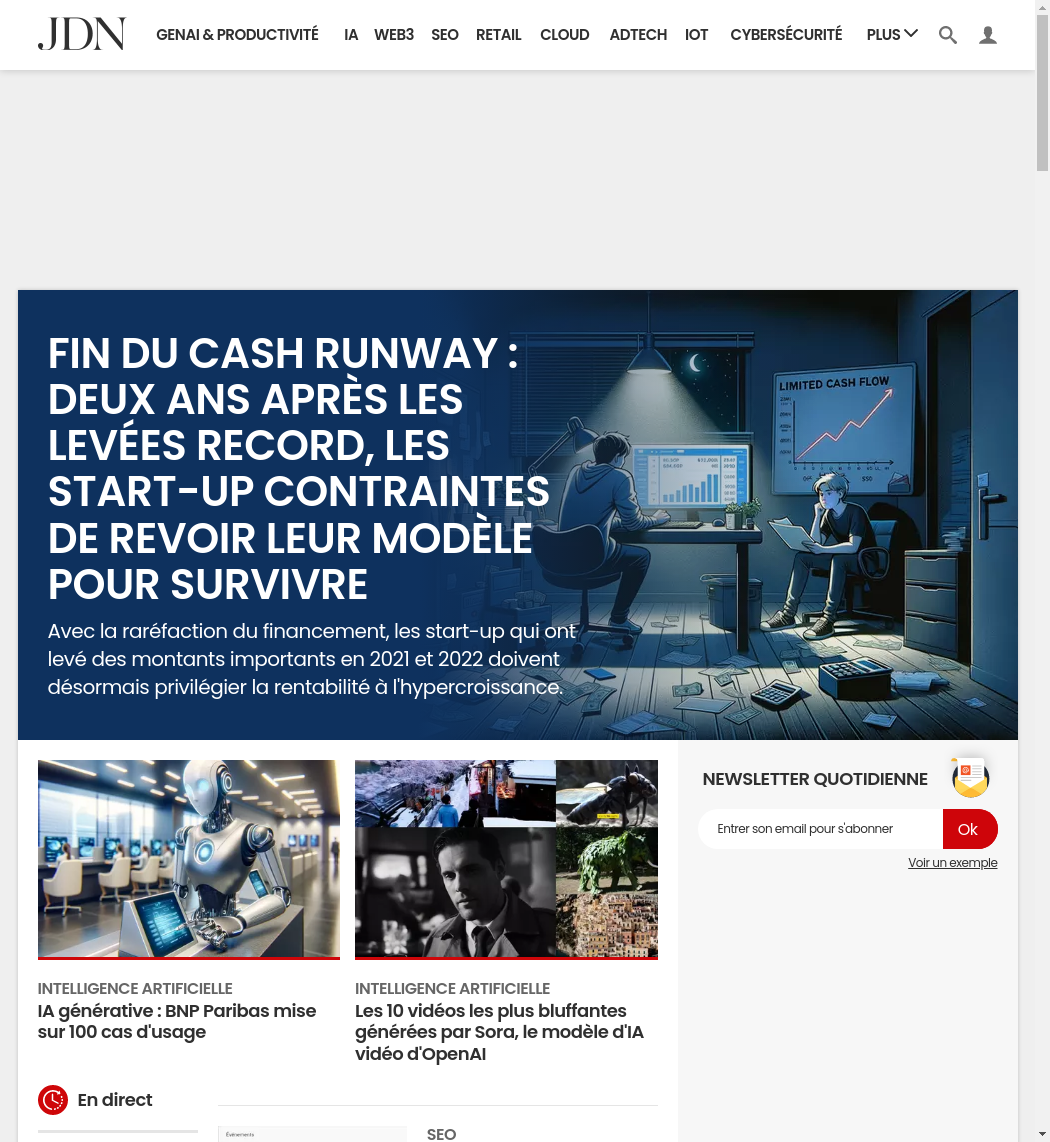 JDN
GENAI & PRODUCTIVITÉ IA WEB3 SEO RETAIL CLOUD ADTECH IOT CYBERSÉCURITÉ PLUS
FIN DU CASH RUNWAY :
DEUX ANS APRÈS LES
LEVÉES RECORD, LES
START-UP CONTRAINTES
DE REVOIR LEUR MODÈLE
POUR SURVIVRE
Avec la raréfaction du financement, les start-up qui ont
levé des montants importants en 2021 et 2022 doivent
désormais privilégier la rentabilité à l'hypercroissance.
LIMITED CASH FLOW
NEWSLETTER QUOTIDIENNE
Entrer son email pour s'abonner
Ok
Voir un exemple
INTELLIGENCE ARTIFICIELLE
IA générative : BNP Paribas mise
sur 100 cas d'usage
INTELLIGENCE ARTIFICIELLE
Les 10 vidéos les plus bluffantes
générées par Sora, le modèle d'IA
vidéo d'OpenAI
En direct
Événements
SEO